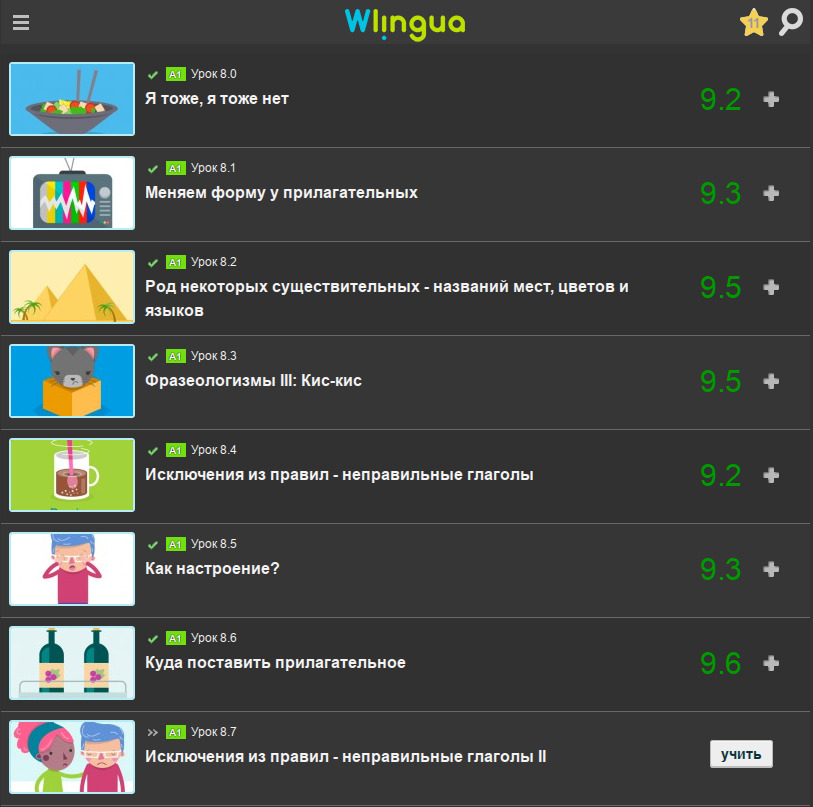 Wlingua
11
A1 Урок 8.0
Я тоже, я тоже нет
9.2
A1 Урок 8.1
Меняем форму у прилагательных
9.3
A1 Урок 8.2
Род некоторых существительных - названий мест, цветов и
языков
9.5
A1 Урок 8.3
Фразеологизмы III: Кис-кис
9.5
A1 Урок 8.4
Исключения из правил - неправильные глаголы
9.2
A1 Урок 8.5
Как настроение?
9.3
A1 Урок 8.6
Куда поставить прилагательное
9.6
A1 Урок 8.7
Исключения из правил - неправильные глаголы II
учить